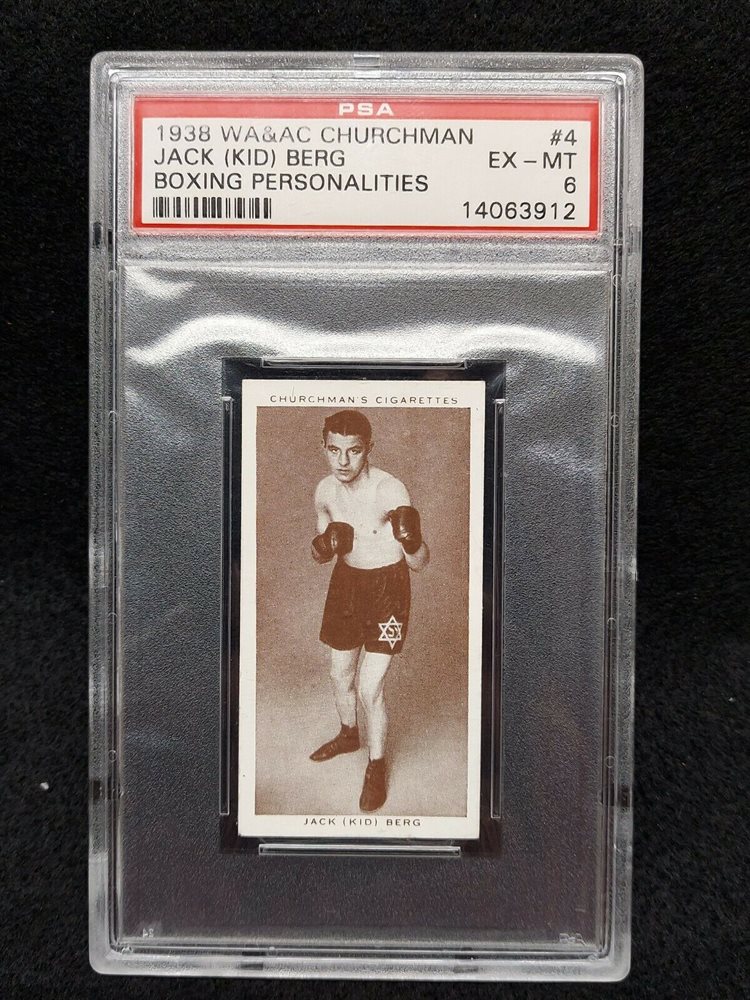 PSA
1938 WA&AC CHURCHMAN #4
JACK (KID) BERG EX-MT
BOXING PERSONALITIES 6
14063912
CHURCHMAN'S CIGARETTES
JACK (KID) BERG